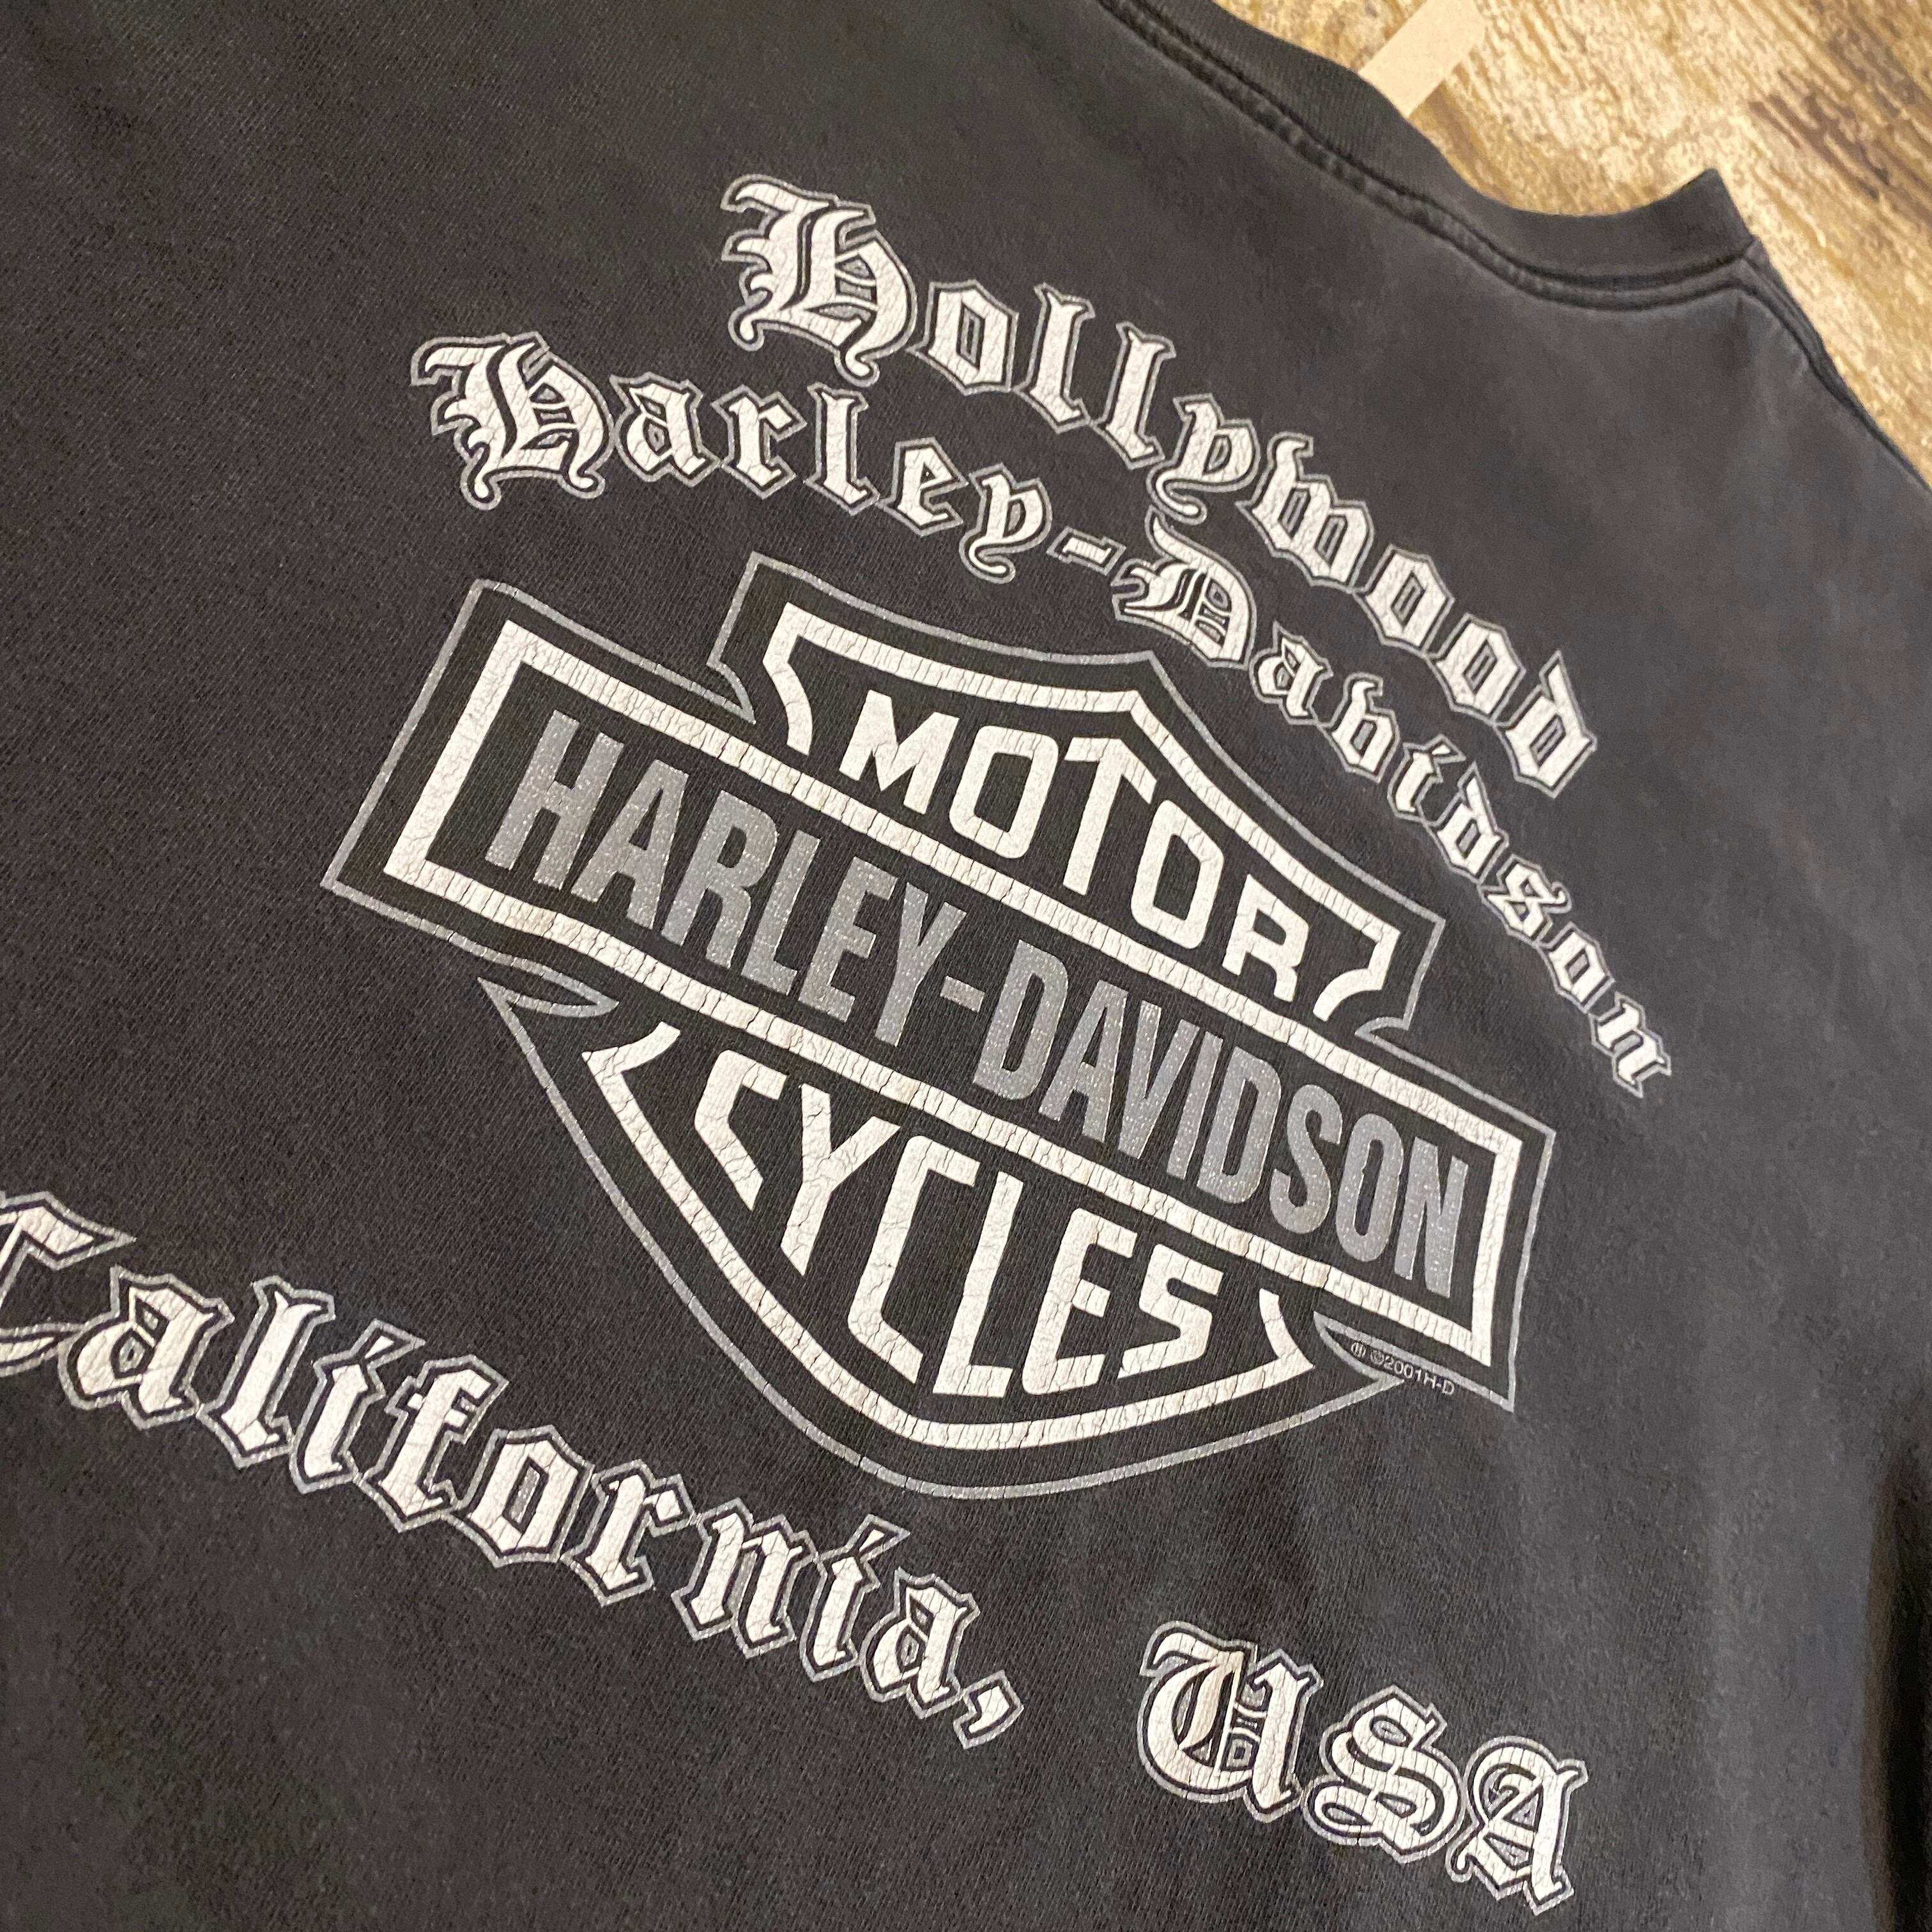 Hollywood
Harley-Davidson
MOTOR
HARLEY-DAVIDSON
CYCLES
©2001H-D
California, USA